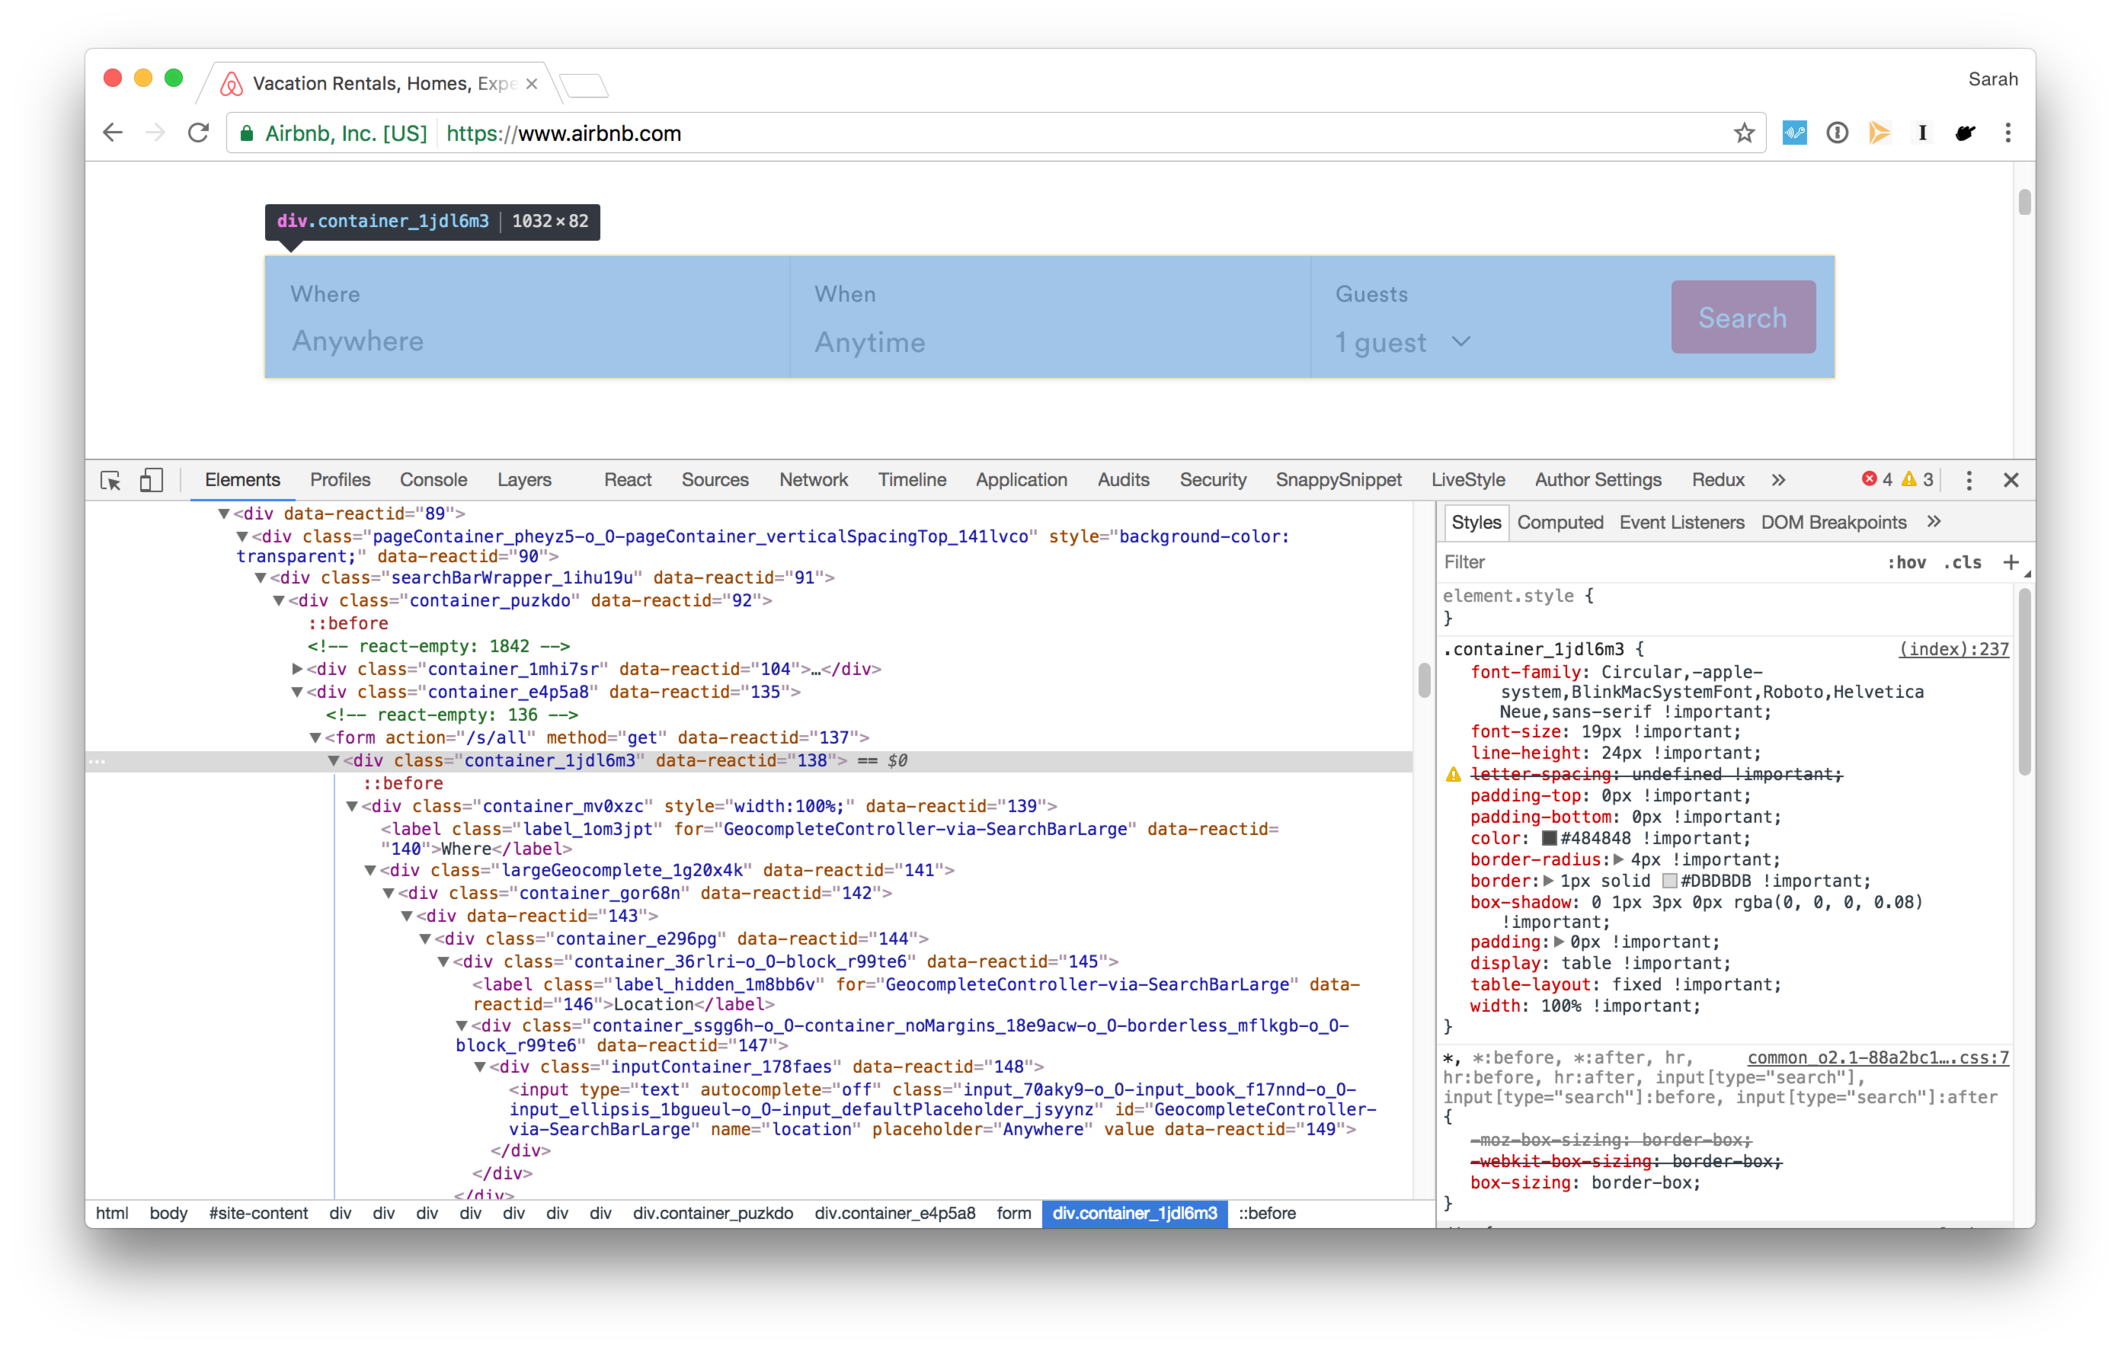 Vacation Rentals, Homes, Expe
Sarah
Airbnb, Inc. [US] https://www.airbnb.com
div.container_1jdl6m3 1032×82
Where When Guests
Anywhere Anytime 1 guest Search
Elements Profiles Console Layers React Sources Network Timeline Application Audits Security SnappySnippet LiveStyle Author Settings Redux » 4 3
<div data-reactid="89">
<div class="pageContainer_pheyz5-o_O-pageContainer_verticalSpacingTop_141lvco" style="background-color:
transparent;" data-reactid="90">
<div class="searchBarWrapper_1ihu19u" data-reactid="91">
<div class="container_puzkdo" data-reactid="92">
::before
<!-- react-empty: 1842 -->
<div class="container_1mhi7sr" data-reactid="104">…</div>
<div class="container_e4p5a8" data-reactid="135">
<!-- react-empty: 136 -->
<form action="/s/all" method="get" data-reactid="137">
<div class="container_1jdl6m3" data-reactid="138"> == $0
::before
<div class="container_mv0xzc" style="width:100%;" data-reactid="139">
<label class="label_1om3jpt" for="GeocompleteController-via-SearchBarLarge" data-reactid=
"140">Where</label>
<div class="largeGeocomplete_1g20x4k" data-reactid="141">
<div class="container_gor68n" data-reactid="142">
<div data-reactid="143">
<div class="container_e296pg" data-reactid="144">
<div class="container_36rlri-o_O-block_r99te6" data-reactid="145">
<label class="label_hidden_1m8bb6v" for="GeocompleteController-via-SearchBarLarge" data-
reactid="146">Location</label>
<div class="container_ssgg6h-o_O-container_noMargins_18e9acw-o_O-borderless_mflkgb-o_O-
block_r99te6" data-reactid="147">
<div class="inputContainer_178faes" data-reactid="148">
<input type="text" autocomplete="off" class="input_70aky9-o_O-input_book_f17nnd-o_O-
input_ellipsis_1bgueul-o_O-input_defaultPlaceholder_jsyynz" id="GeocompleteController-
via-SearchBarLarge" name="location" placeholder="Anywhere" value data-reactid="149">
</div>
</div>
</div>
html body #site-content div div div div div div div div.container_puzkdo div.container_e4p5a8 form div.container_1jdl6m3 ::before
Styles Computed Event Listeners DOM Breakpoints »
Filter :hov .cls +
element.style {
}
.container_1jdl6m3 { (index):237
font-family: Circular,-apple-
system,BlinkMacSystemFont,Roboto,Helvetica
Neue,sans-serif !important;
font-size: 19px !important;
line-height: 24px !important;
letter-spacing: undefined !important;
padding-top: 0px !important;
padding-bottom: 0px !important;
color: #484848 !important;
border-radius: 4px !important;
border: 1px solid #DBDBDB !important;
box-shadow: 0 1px 3px 0px rgba(0, 0, 0, 0.08)
!important;
padding: 0px !important;
display: table !important;
table-layout: fixed !important;
width: 100% !important;
}
*, *:before, *:after, hr, common_o2.1-88a2bc1….css:7
hr:before, hr:after, input[type="search"],
input[type="search"]:before, input[type="search"]:after
{
-moz-box-sizing: border-box;
-webkit-box-sizing: border-box;
box-sizing: border-box;
}